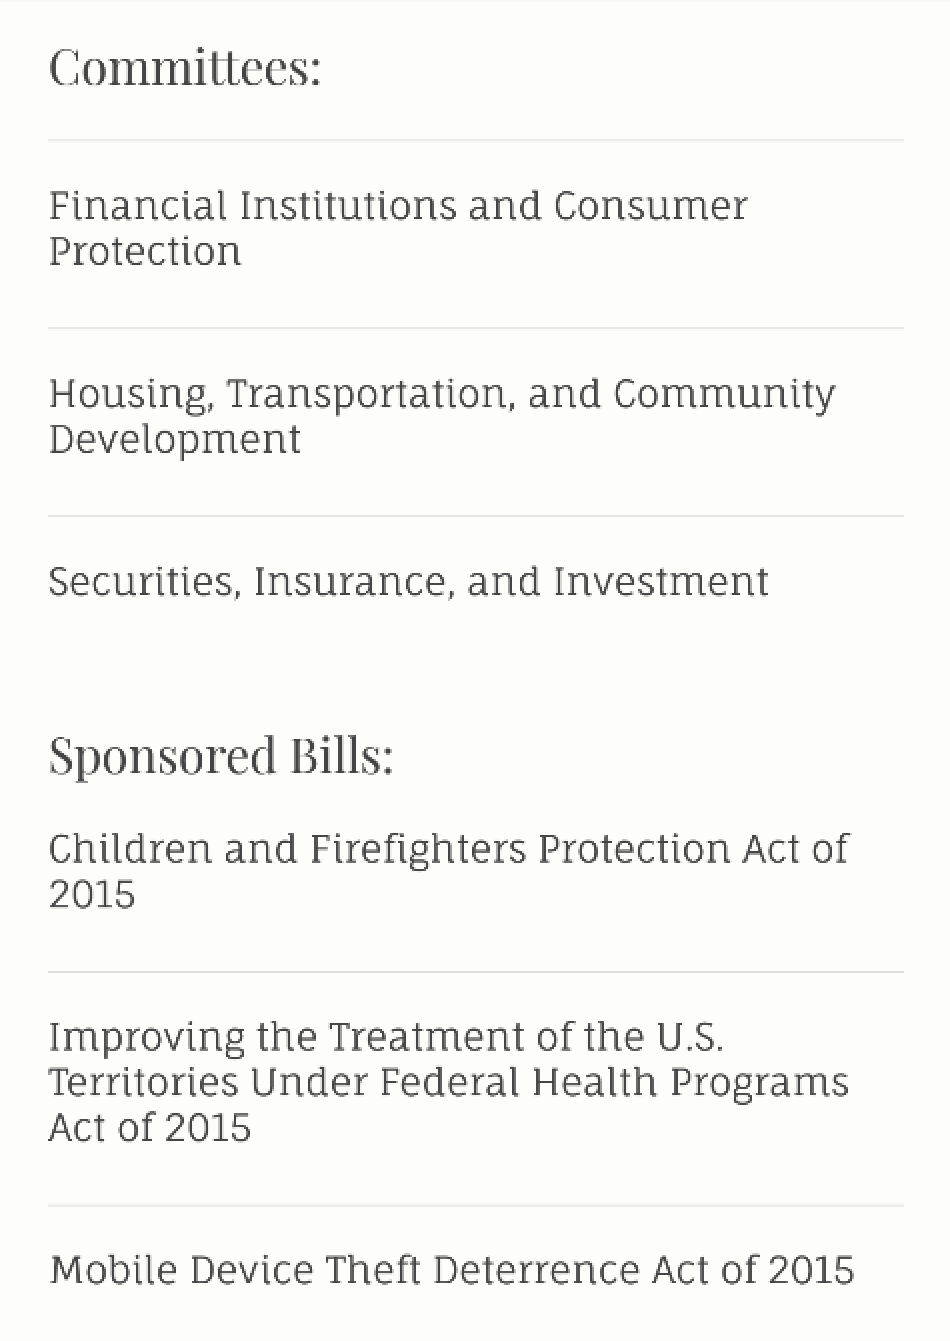 Committees:
Financial Institutions and Consumer
Protection
Housing, Transportation, and Community
Development
Securities, Insurance, and Investment
Sponsored Bills:
Children and Firefighters Protection Act of
2015
Improving the Treatment of the U.S.
Territories Under Federal Health Programs
Act of 2015
Mobile Device Theft Deterrence Act of 2015